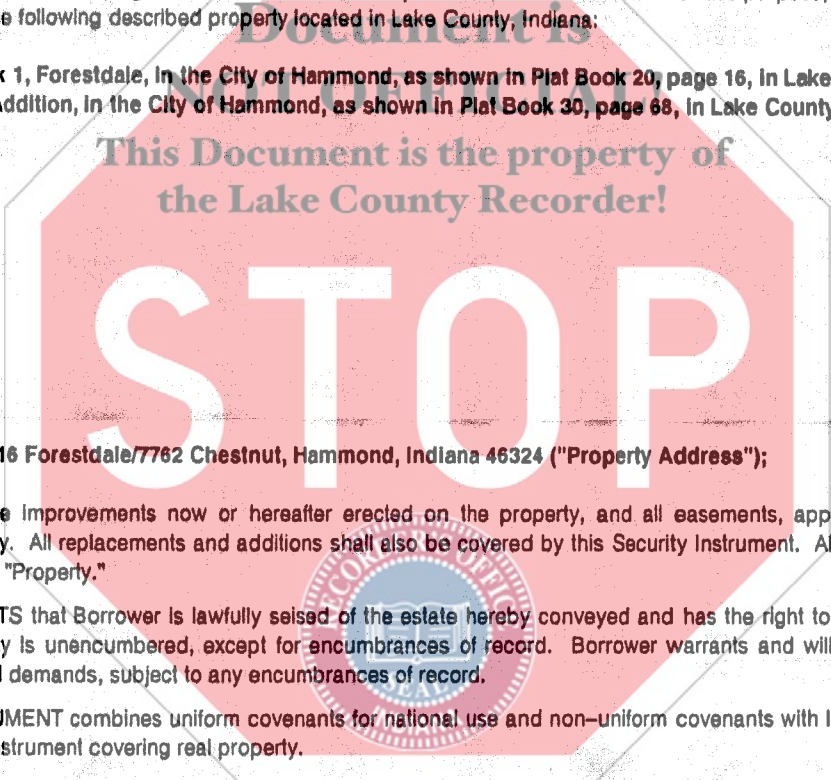 e following described property located in Lake County, Indiana:
Document is
k 1, Forestdale, in the City of Hammond, as shown in Plat Book 20, page 16, in Lake
NOT OFFICIAL!
Addition, in the City of Hammond, as shown in Plat Book 30, page 68, in Lake County
This Document is the property of
the Lake County Recorder!
STOP
16 Forestdale/7762 Chestnut, Hammond, Indiana 46324 ("Property Address");
e improvements now or hereafter erected on the property, and all easements, app
y. All replacements and additions shall also be covered by this Security Instrument. Al
"Property."
TS that Borrower is lawfully seised of the estate hereby conveyed and has the right to
y is unencumbered, except for encumbrances of record. Borrower warrants and will
demands, subject to any encumbrances of record.
UMENT combines uniform covenants for national use and non-uniform covenants with l
strument covering real property.
RECORDER'S OFFICE
SEAL
INDIANA